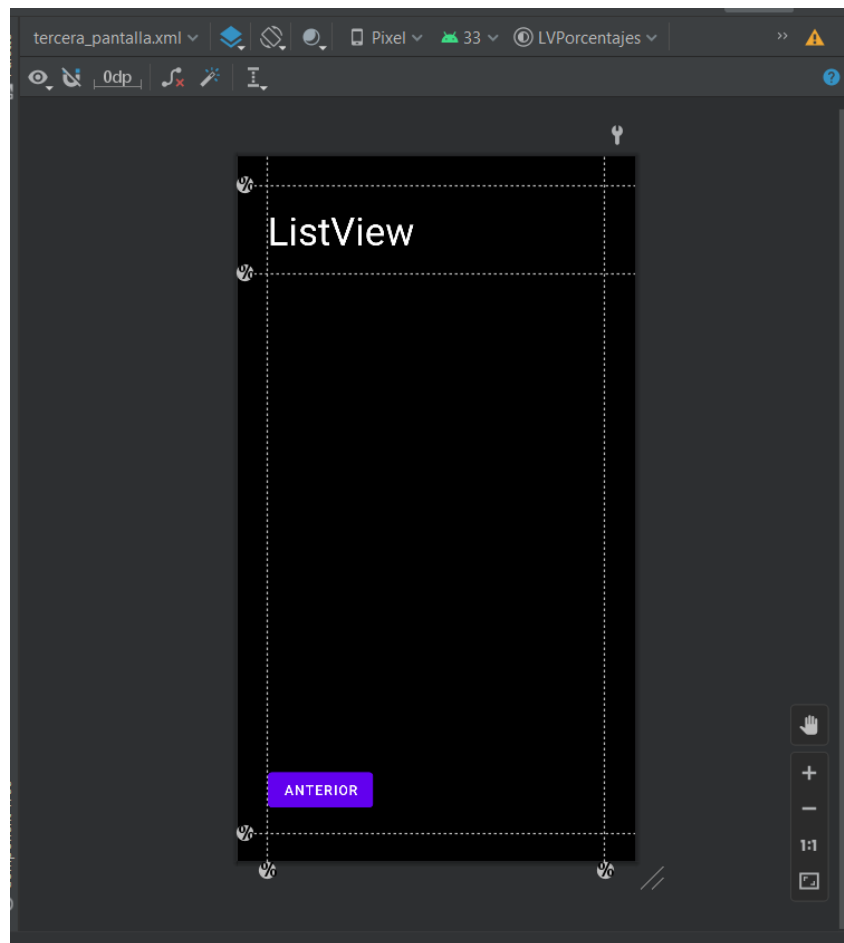 tercera_pantalla.xml Pixel 33 LVPorcentajes »
0dp ?
%
ListView
%
ANTERIOR
%
% %
1:1